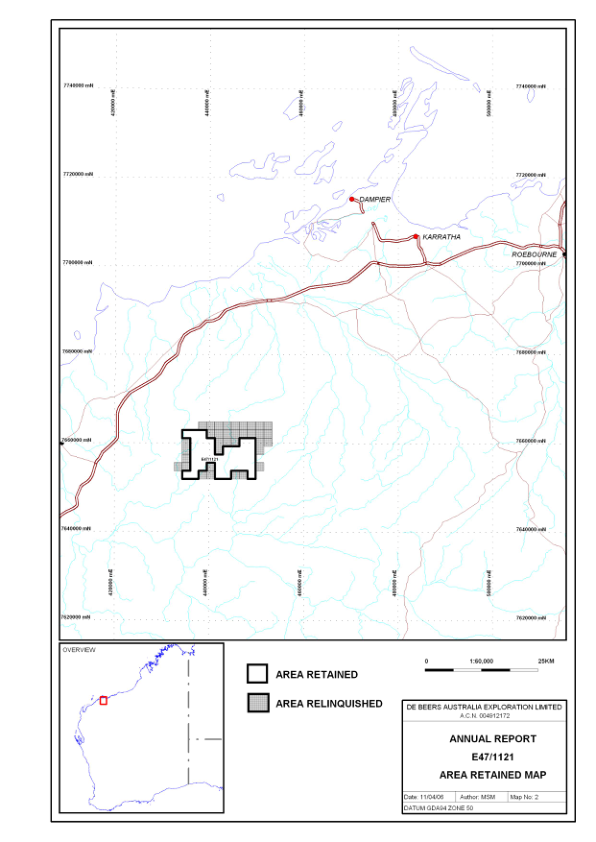 420000 mE
440000 mE
460000 mE
480000 mE
500000 mE
7740000 mN
7740000 mN
7720000 mN
7720000 mN
DAMPIER
KARRATHA
ROEBOURNE
7700000 mN
7700000 mN
7680000 mN
7680000 mN
7660000 mN
7660000 mN
E47/1121
7640000 mN
7640000 mN
420000 mE
440000 mE
460000 mE
480000 mE
500000 mE
7620000 mN
7620000 mN
OVERVIEW
AREA RETAINED
AREA RELINQUISHED
0 1:60,000 25KM
DE BEERS AUSTRALIA EXPLORATION LIMITED
A.C.N. 004912172
ANNUAL REPORT
E47/1121
AREA RETAINED MAP
Date: 11/04/06 Author: MSM Map No: 2
DATUM GDA94 ZONE 50